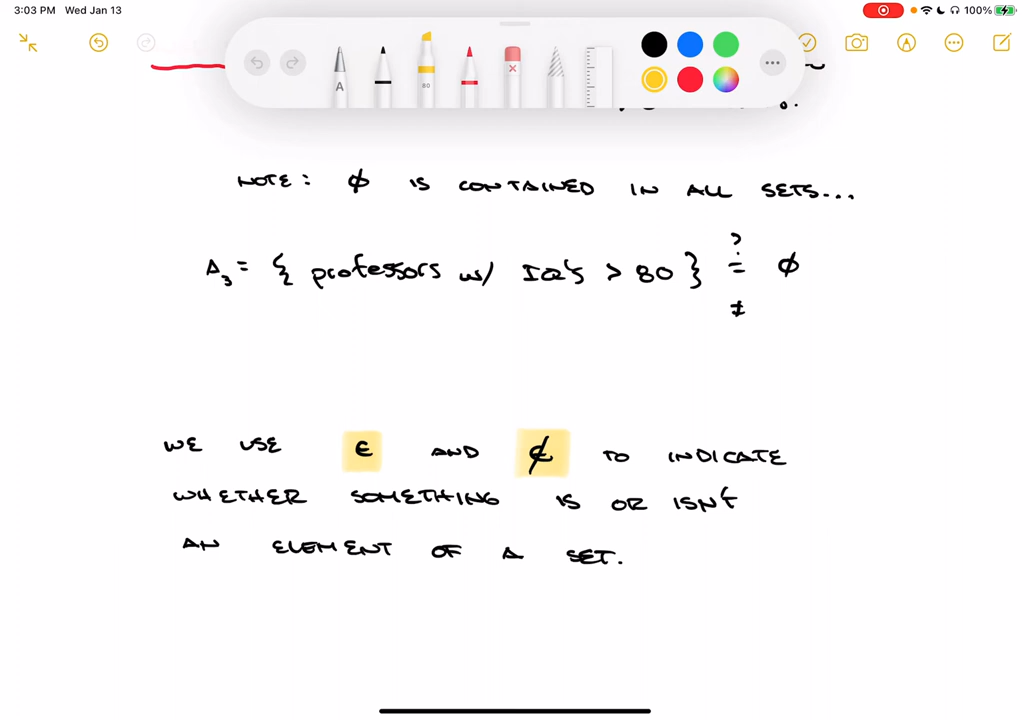 3:03 PM Wed Jan 13
100%
A
80
NOTE: ∅ IS CONTAINED IN ALL SETS...
A₃ = { professors w/ IQ's > 80 } ≟ ∅
≠
WE USE ∈ AND ∉ TO INDICATE
WHETHER SOMETHING IS OR ISN'T
AN ELEMENT OF A SET.